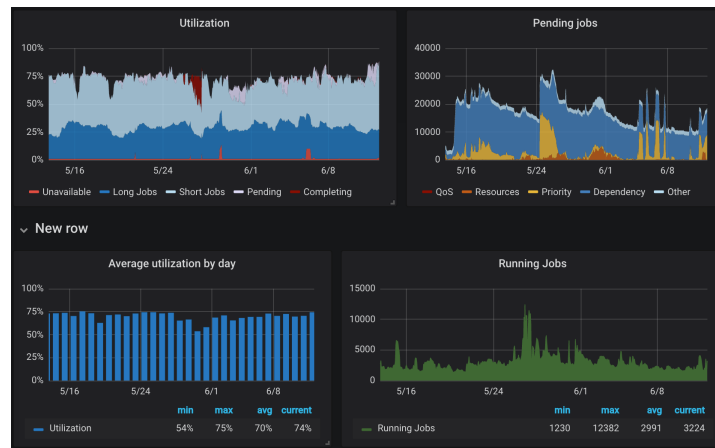 Utilization
100%
75%
50%
25%
0%
5/16 5/24 6/1 6/8
Unavailable Long Jobs Short Jobs Pending Completing
Pending jobs
40000
30000
20000
10000
0
5/16 5/24 6/1 6/8
QoS Resources Priority Dependency Other
New row
Average utilization by day
100%
75%
50%
25%
0%
5/16 5/24 6/1 6/8
min max avg current
Utilization 54% 75% 70% 74%
Running Jobs
15000
10000
5000
0
5/16 5/24 6/1 6/8
min max avg current
Running Jobs 1230 12382 2991 3224